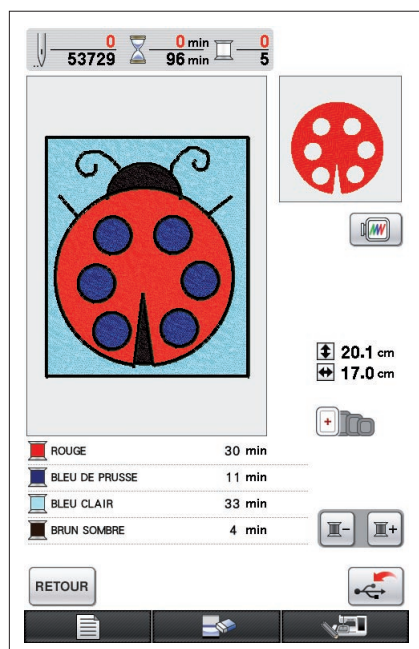 0 0 min 0
53729 96 min 5
20.1 cm
17.0 cm
ROUGE 30 min
BLEU DE PRUSSE 11 min
BLEU CLAIR 33 min
BRUN SOMBRE 4 min
RETOUR